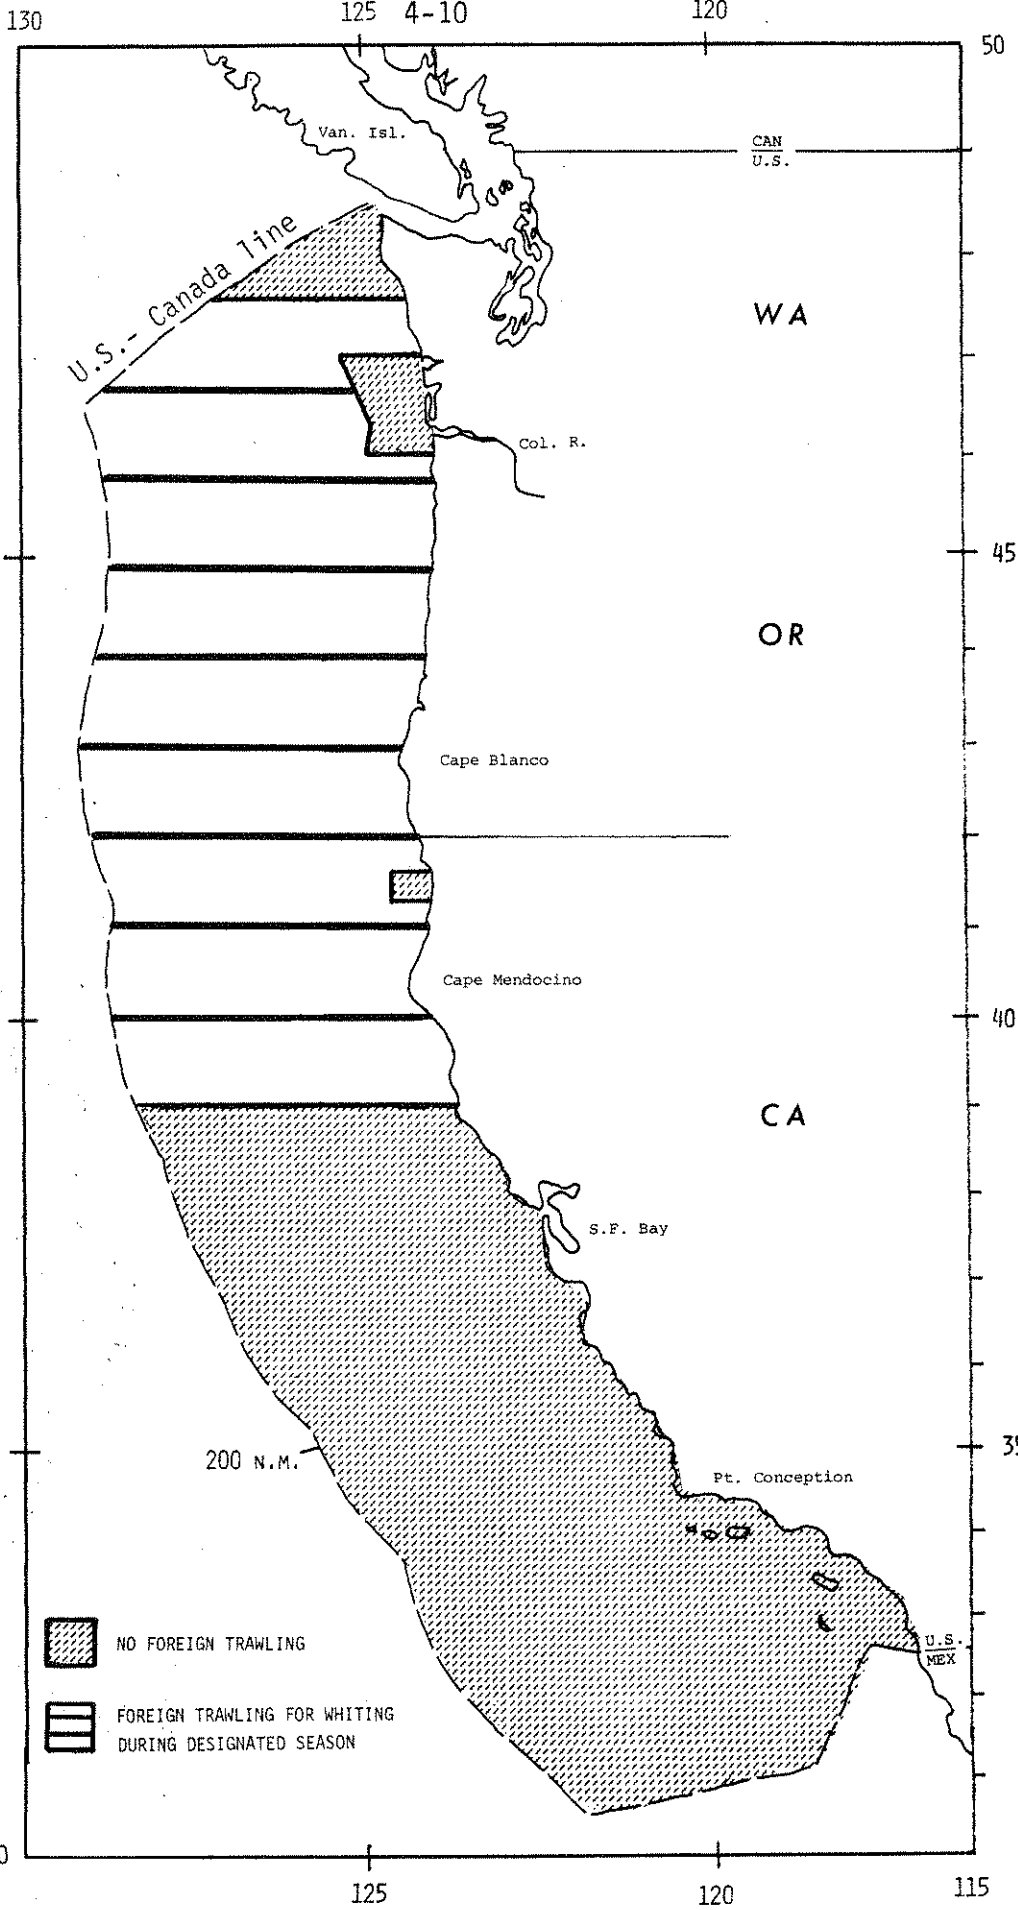 130
125 4-10
120
50
Van. Isl.
CAN
U.S.
U.S.- Canada line
WA
Col. R.
45
OR
Cape Blanco
Cape Mendocino
40
CA
S.F. Bay
200 N.M.
Pt. Conception
NO FOREIGN TRAWLING
U.S.
MEX
FOREIGN TRAWLING FOR WHITING
DURING DESIGNATED SEASON
125
120
115